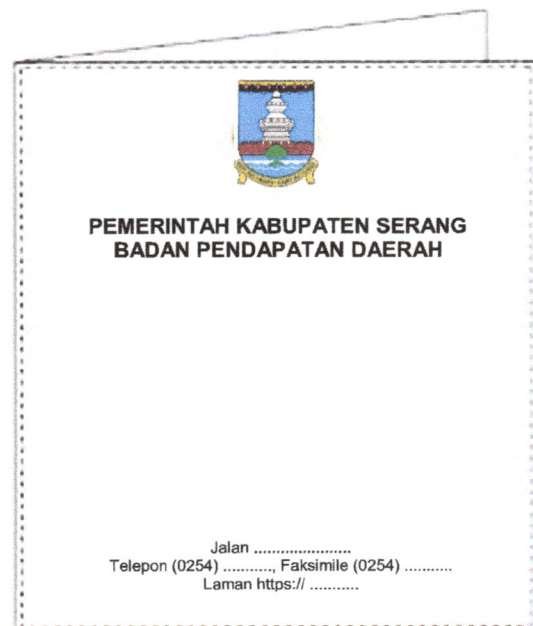 PEMERINTAH KABUPATEN SERANG
BADAN PENDAPATAN DAERAH
Jalan ......................
Telepon (0254) .........., Faksimile (0254) ...........
Laman https:// ...........